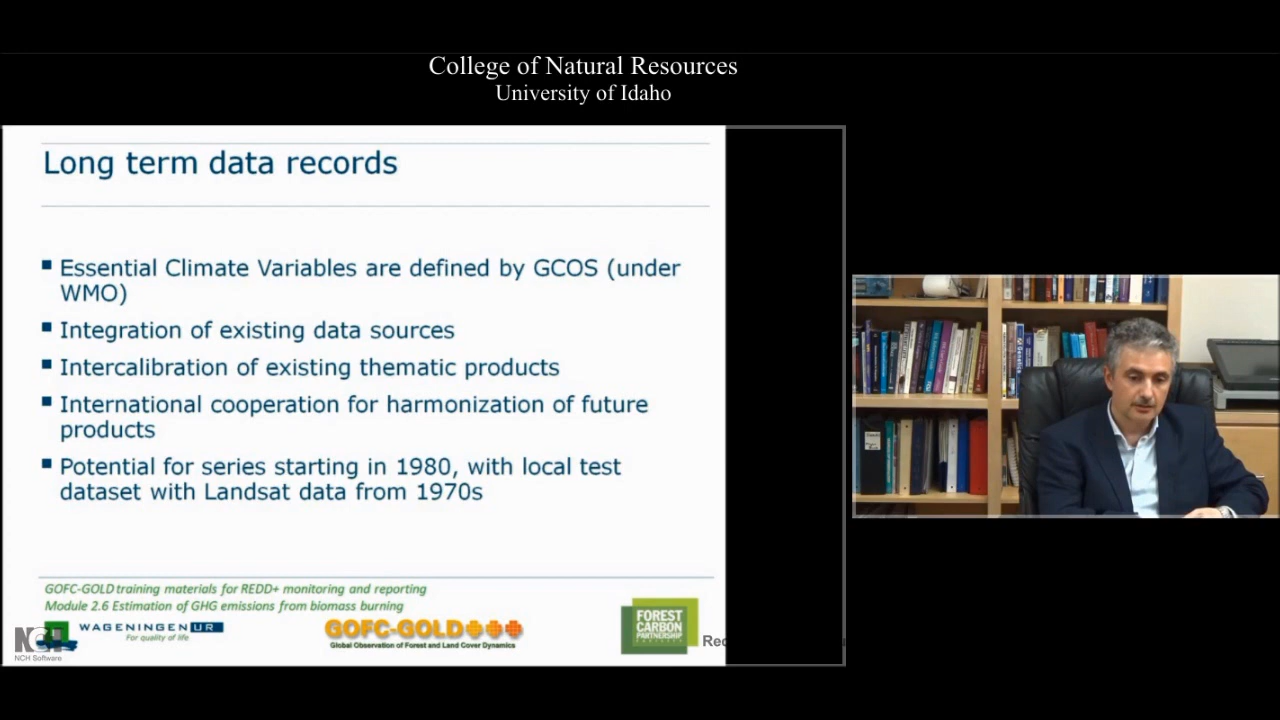 College of Natural Resources
University of Idaho
Long term data records
Essential Climate Variables are defined by GCOS (under
WMO)
Integration of existing data sources
Intercalibration of existing thematic products
International cooperation for harmonization of future
products
Potential for series starting in 1980, with local test
dataset with Landsat data from 1970s
GOFC-GOLD training materials for REDD+ monitoring and reporting
Module 2.6 Estimation of GHG emissions from biomass burning
NCH
NCH Software
WAGENINGEN UR
For quality of life
GOFC-GOLD
Global Observation of Forest and Land Cover Dynamics
FOREST
CARBON
PARTNERSHIP